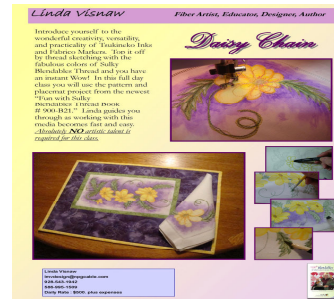 Linda Visnaw
Fiber Artist, Educator, Designer, Author
Daisy Chain
Introduce yourself to the
wonderful creativity, versatility,
and practicality of Tsukineko Inks
and Fabrico Markers.  Top it off
by thread sketching with the
fabulous colors of Sulky
Blendables Thread and you have
an instant Wow!  In this full day
class you will use the pattern and
placemat project from the newest
"Fun with Sulky
Blendables Thread Book
# 900-B21."  Linda guides you
through as working with this
media becomes fast and easy.
Absolutely NO artistic talent is
required for this class.
Linda Visnaw
Daily Rate : $600. plus expenses